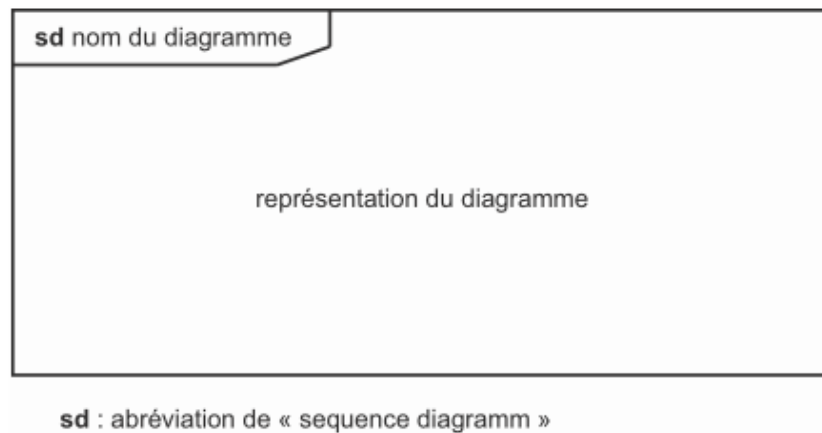 sd nom du diagramme
représentation du diagramme
sd : abréviation de « sequence diagramm »